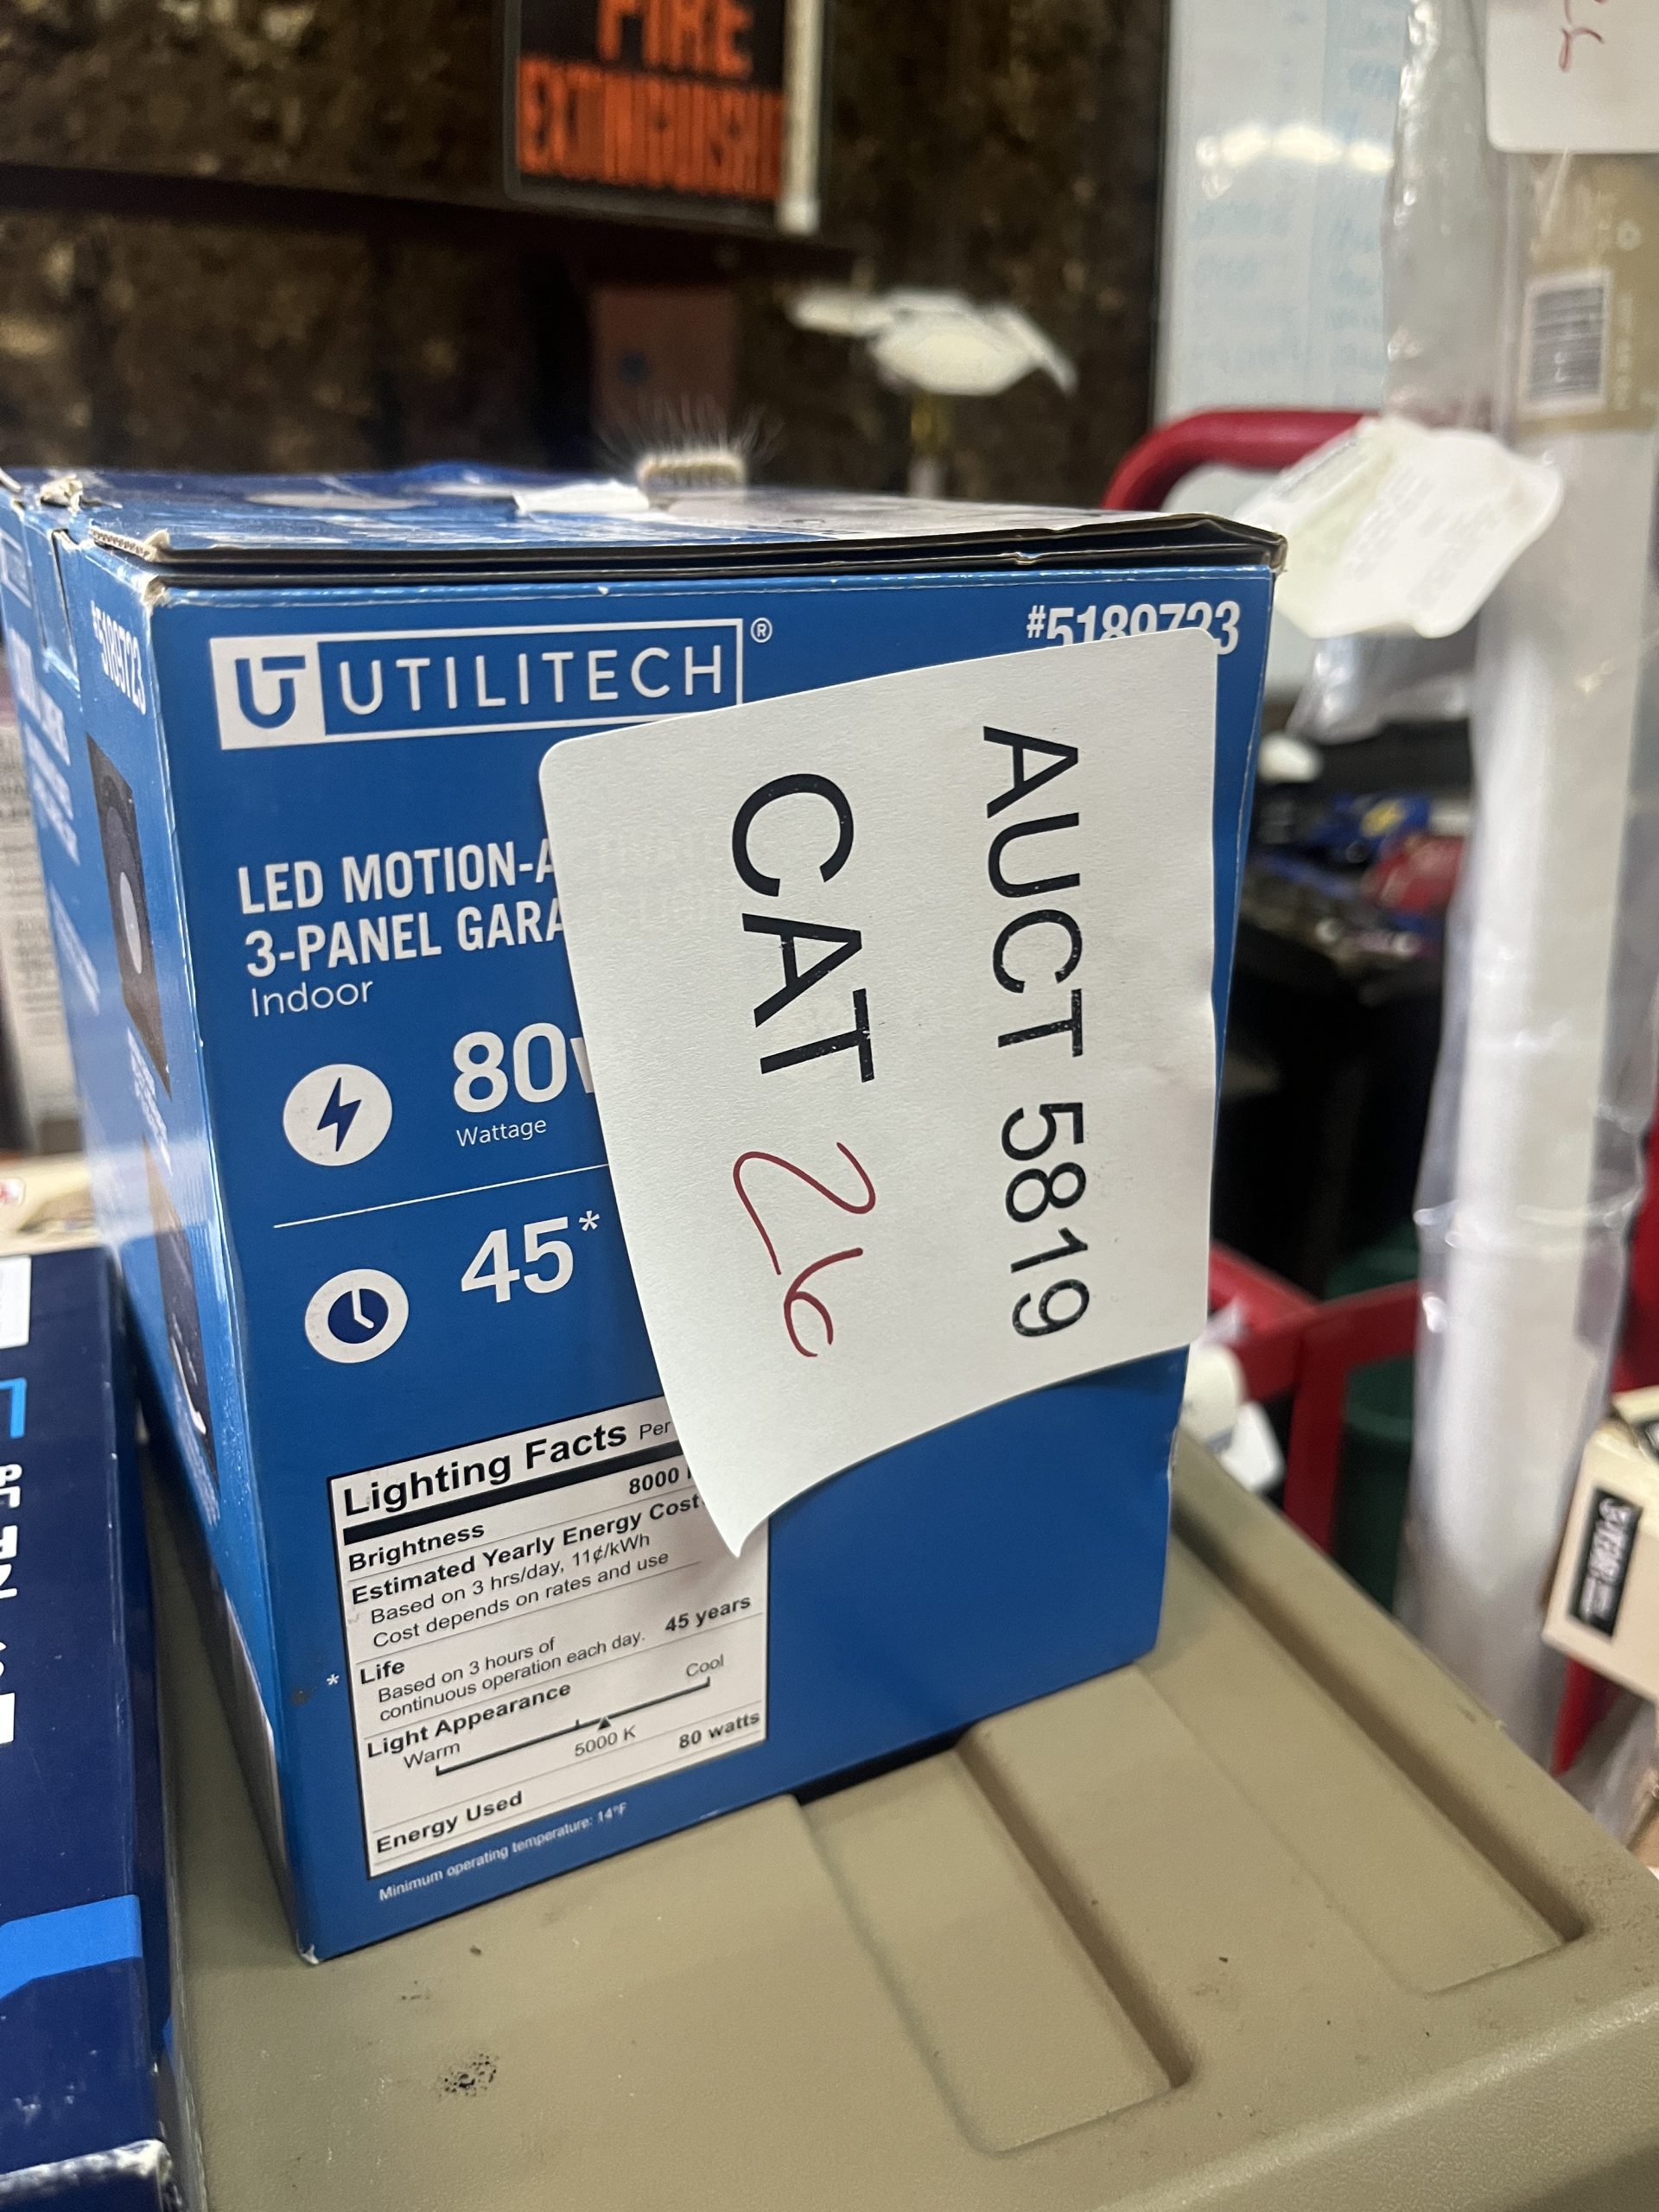 FIRE
EXTINGUISH
UTILITECH®
#5189723
#5189723
LED MOTION-A
3-PANEL GARA
Indoor
80
Wattage
45*
AUCT 5819
CAT 26
Lighting Facts Per
Brightness 8000
Estimated Yearly Energy Cost
Based on 3 hrs/day, 11¢/kWh
Cost depends on rates and use
* Life 45 years
Based on 3 hours of
continuous operation each day.
Light Appearance
Warm Cool
5000 K
Energy Used 80 watts
Minimum operating temperature: 14°F